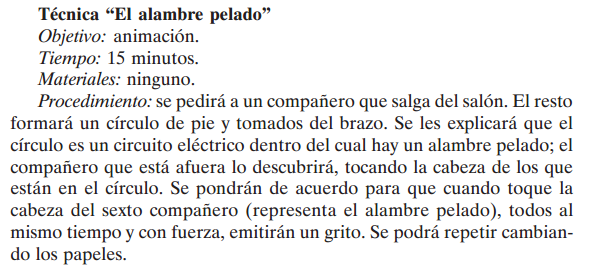 Técnica “El alambre pelado”
Objetivo: animación.
Tiempo: 15 minutos.
Materiales: ninguno.
Procedimiento: se pedirá a un compañero que salga del salón. El resto
formará un círculo de pie y tomados del brazo. Se les explicará que el
círculo es un circuito eléctrico dentro del cual hay un alambre pelado; el
compañero que está afuera lo descubrirá, tocando la cabeza de los que
están en el círculo. Se pondrán de acuerdo para que cuando toque la
cabeza del sexto compañero (representa el alambre pelado), todos al
mismo tiempo y con fuerza, emitirán un grito. Se podrá repetir cambian-
do los papeles.